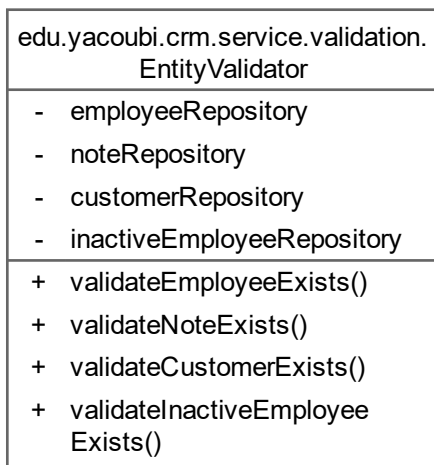 edu.yacoubi.crm.service.validation.
EntityValidator
- employeeRepository
- noteRepository
- customerRepository
- inactiveEmployeeRepository
+ validateEmployeeExists()
+ validateNoteExists()
+ validateCustomerExists()
+ validateInactiveEmployee
Exists()